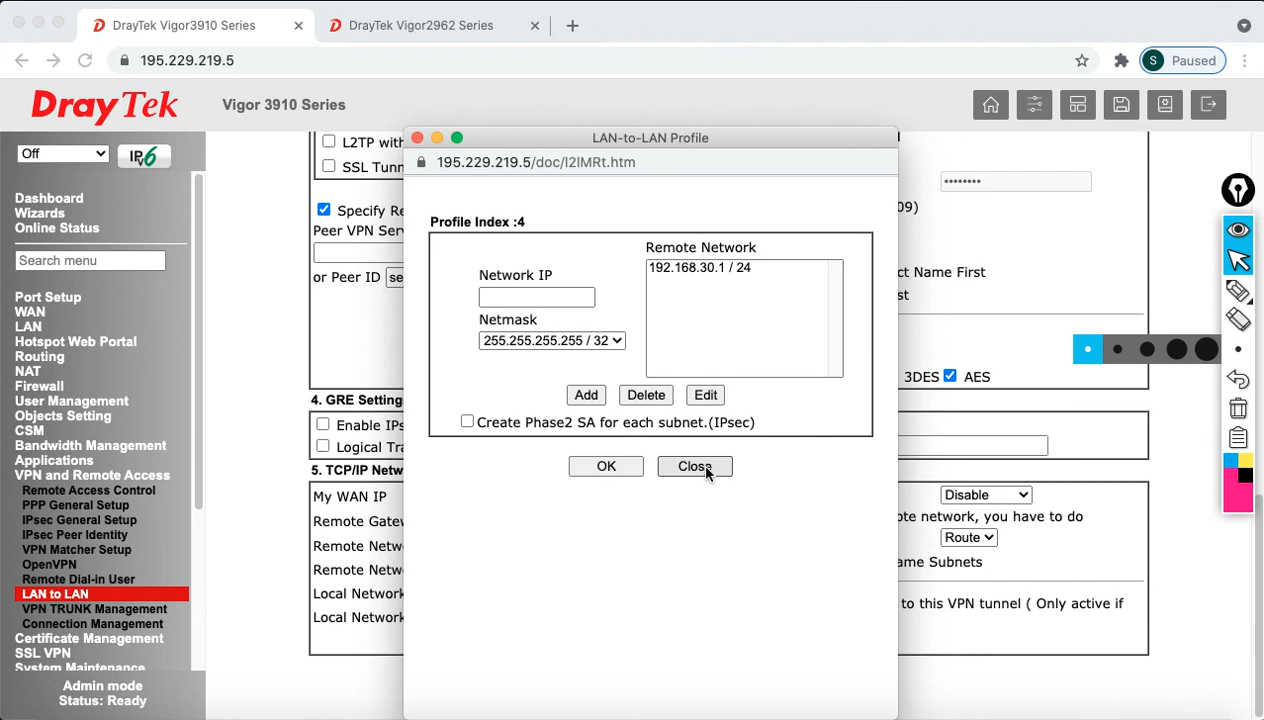 DrayTek Vigor3910 Series
DrayTek Vigor2962 Series
195.229.219.5
S Paused
DrayTek
Vigor 3910 Series
Off
IPv6
Dashboard
Wizards
Online Status
Search menu
Port Setup
WAN
LAN
Hotspot Web Portal
Routing
NAT
Firewall
User Management
Objects Setting
CSM
Bandwidth Management
Applications
VPN and Remote Access
Remote Access Control
PPP General Setup
IPsec General Setup
IPsec Peer Identity
VPN Matcher Setup
OpenVPN
Remote Dial-in User
LAN to LAN
VPN TRUNK Management
Connection Management
Certificate Management
SSL VPN
System Maintenance
Admin mode
Status: Ready
L2TP with
SSL Tunn
Specify Re
Peer VPN Serv
or Peer ID se
4. GRE Setting
Enable IPs
Logical Tra
5. TCP/IP Netw
My WAN IP
Remote Gatew
Remote Netw
Remote Netw
Local Network
Local Network
LAN-to-LAN Profile
195.229.219.5/doc/l2lMRt.htm
Profile Index :4
Remote Network
192.168.30.1 / 24
Network IP
Netmask
255.255.255.255 / 32
Add Delete Edit
Create Phase2 SA for each subnet.(IPsec)
OK Close
••••••••
09)
ct Name First
st
3DES AES
Disable
ote network, you have to do
Route
ame Subnets
to this VPN tunnel ( Only active if